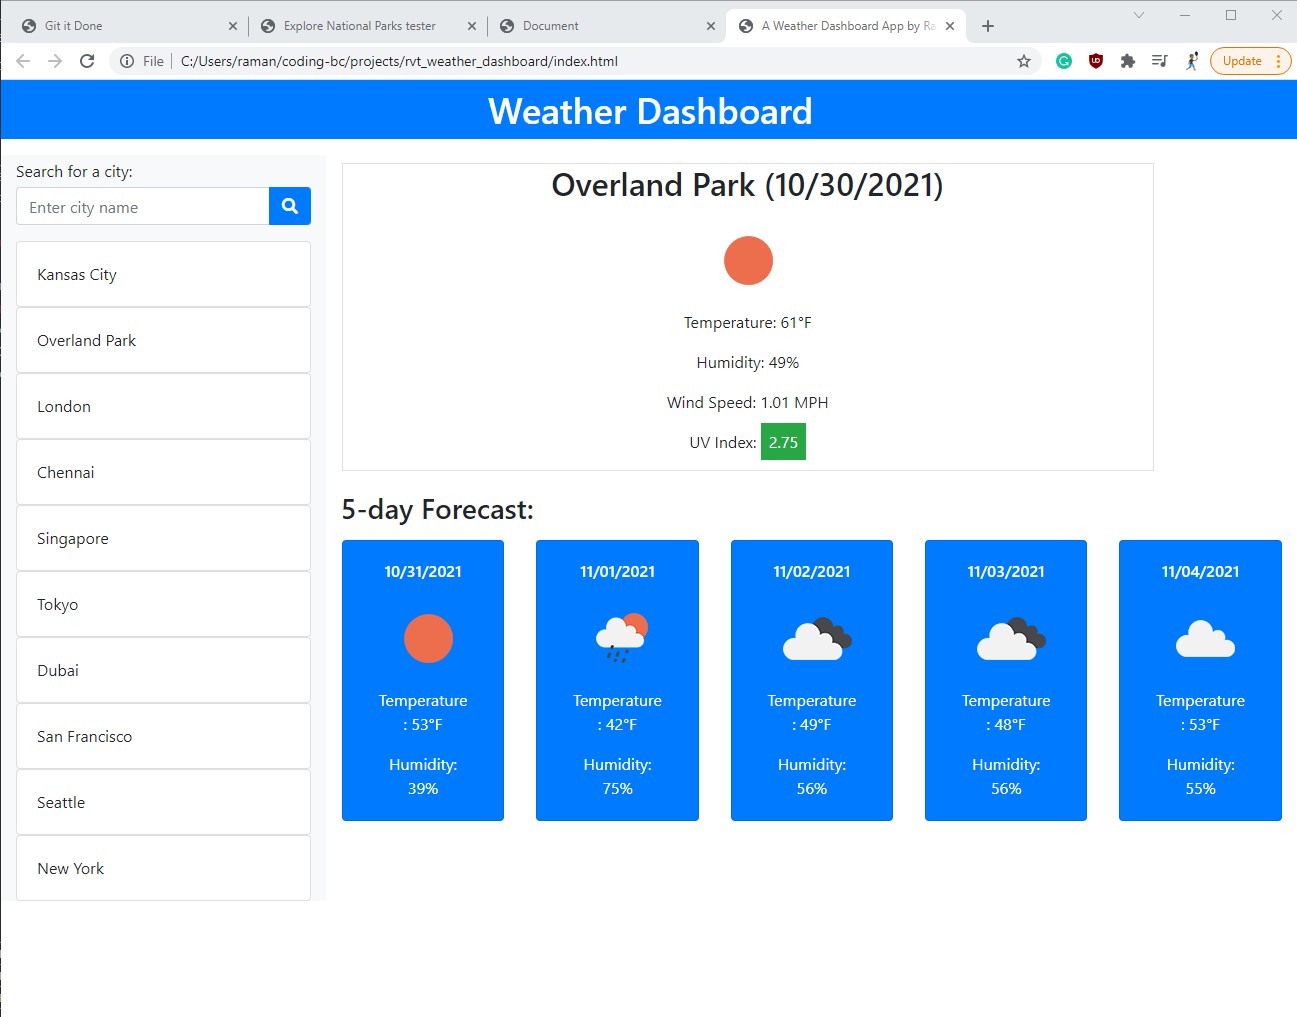 Git it Done
Explore National Parks tester
Document
A Weather Dashboard App by Ra
File
C:/Users/raman/coding-bc/projects/rvt_weather_dashboard/index.html
Update
Weather Dashboard
Search for a city:
Enter city name
Kansas City
Overland Park
London
Chennai
Singapore
Tokyo
Dubai
San Francisco
Seattle
New York
Overland Park (10/30/2021)
Temperature: 61°F
Humidity: 49%
Wind Speed: 1.01 MPH
UV Index: 2.75
5-day Forecast:
10/31/2021
Temperature
: 53°F
Humidity:
39%
11/01/2021
Temperature
: 42°F
Humidity:
75%
11/02/2021
Temperature
: 49°F
Humidity:
56%
11/03/2021
Temperature
: 48°F
Humidity:
56%
11/04/2021
Temperature
: 53°F
Humidity:
55%